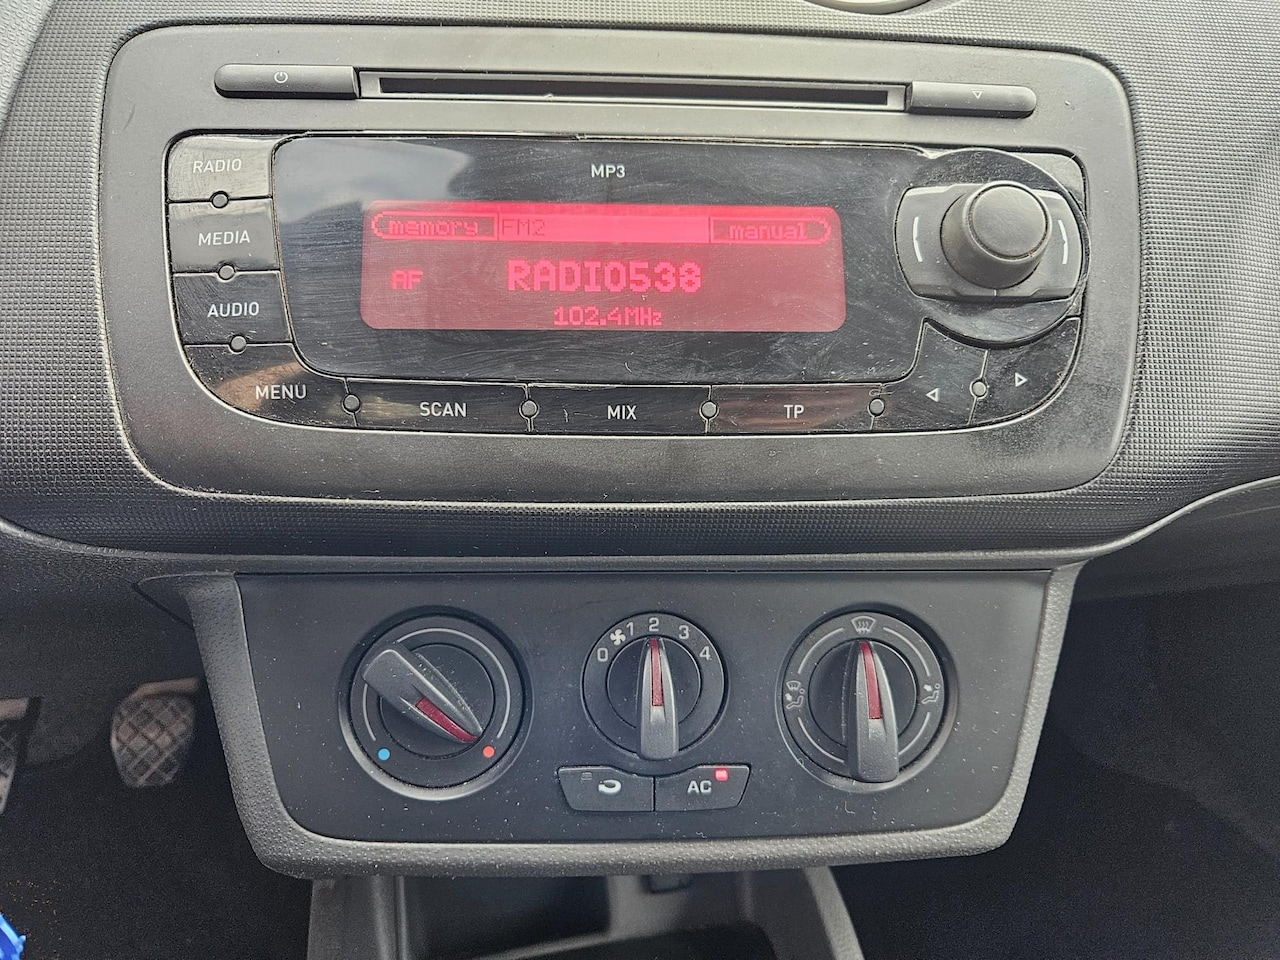 RADIO
MP3
memory FM2 manual
MEDIA
AF RADIO538
AUDIO
102.4MHz
MENU
SCAN
MIX
TP
0 1 2 3 4
AC